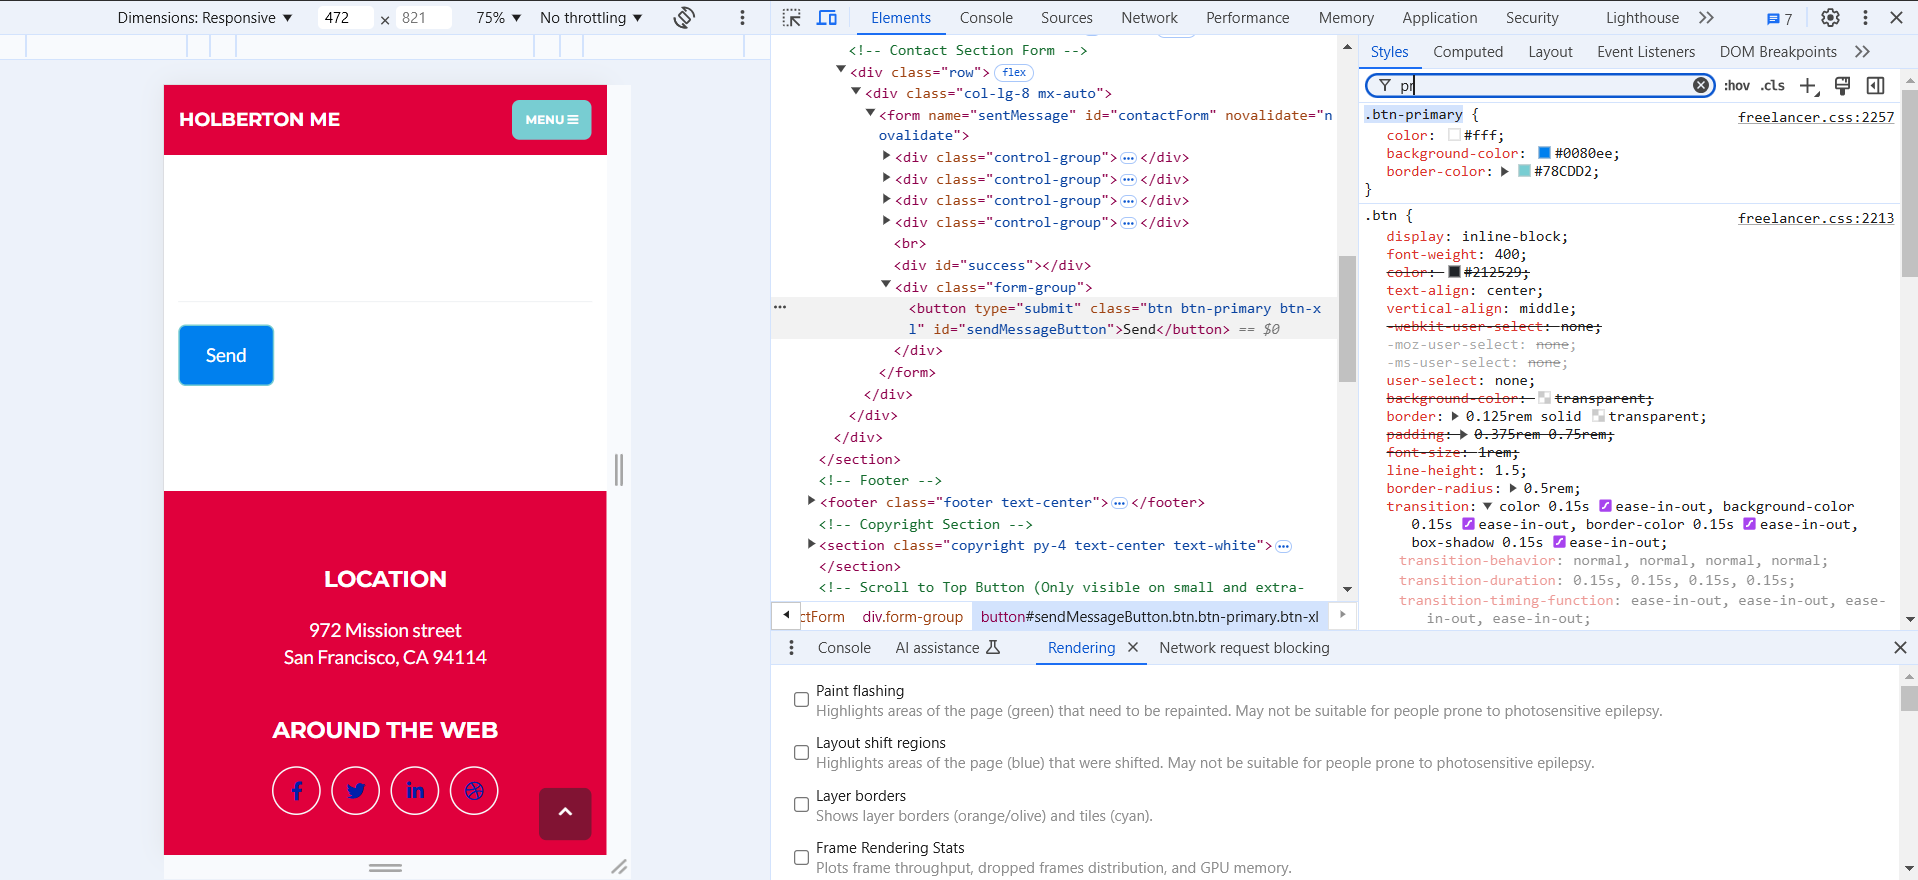 Dimensions: Responsive ▼ 472 × 821 75% ▼ No throttling ▼
HOLBERTON ME
MENU
Send
LOCATION
972 Mission street
San Francisco, CA 94114
AROUND THE WEB
Elements Console Sources Network Performance Memory Application Security Lighthouse 7
<!-- Contact Section Form -->
<div class="row"> flex
<div class="col-lg-8 mx-auto">
<form name="sentMessage" id="contactForm" novalidate="n
ovalidate">
<div class="control-group"> ••• </div>
<div class="control-group"> ••• </div>
<div class="control-group"> ••• </div>
<div class="control-group"> ••• </div>
<br>
<div id="success"></div>
<div class="form-group">
••• <button type="submit" class="btn btn-primary btn-x
l" id="sendMessageButton">Send</button> == $0
</div>
</form>
</div>
</div>
</div>
</section>
<!-- Footer -->
<footer class="footer text-center"> ••• </footer>
<!-- Copyright Section -->
<section class="copyright py-4 text-center text-white"> •••
</section>
<!-- Scroll to Top Button (Only visible on small and extra-
ctForm div.form-group button#sendMessageButton.btn.btn-primary.btn-xl
Styles Computed Layout Event Listeners DOM Breakpoints
pr :hov .cls
.btn-primary { freelancer.css:2257
color: #fff;
background-color: #0080ee;
border-color: #78CDD2;
}
.btn { freelancer.css:2213
display: inline-block;
font-weight: 400;
color: #212529;
text-align: center;
vertical-align: middle;
-webkit-user-select: none;
-moz-user-select: none;
-ms-user-select: none;
user-select: none;
background-color: transparent;
border: 0.125rem solid transparent;
padding: 0.375rem 0.75rem;
font-size: 1rem;
line-height: 1.5;
border-radius: 0.5rem;
transition: color 0.15s ease-in-out, background-color
0.15s ease-in-out, border-color 0.15s ease-in-out,
box-shadow 0.15s ease-in-out;
transition-behavior: normal, normal, normal, normal;
transition-duration: 0.15s, 0.15s, 0.15s, 0.15s;
transition-timing-function: ease-in-out, ease-in-out, ease-
in-out, ease-in-out;
Console AI assistance Rendering Network request blocking
Paint flashing
Highlights areas of the page (green) that need to be repainted. May not be suitable for people prone to photosensitive epilepsy.
Layout shift regions
Highlights areas of the page (blue) that were shifted. May not be suitable for people prone to photosensitive epilepsy.
Layer borders
Shows layer borders (orange/olive) and tiles (cyan).
Frame Rendering Stats
Plots frame throughput, dropped frames distribution, and GPU memory.